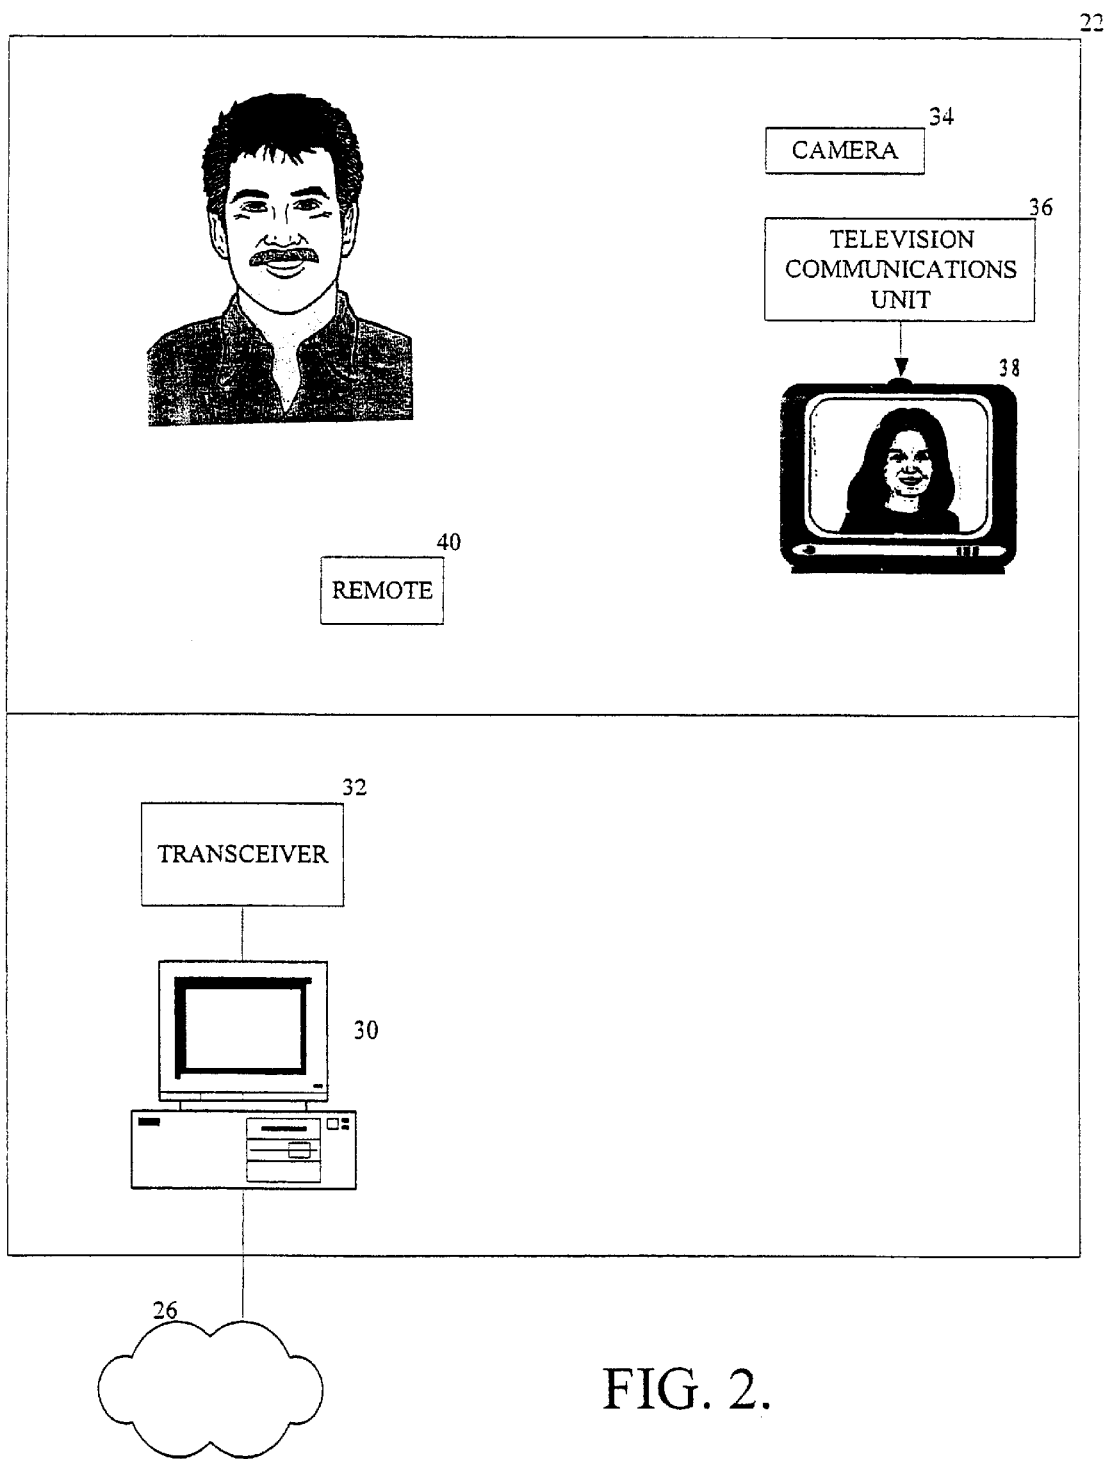 22
34
CAMERA
36
TELEVISION
COMMUNICATIONS
UNIT
38
40
REMOTE
32
TRANSCEIVER
30
26
FIG. 2.